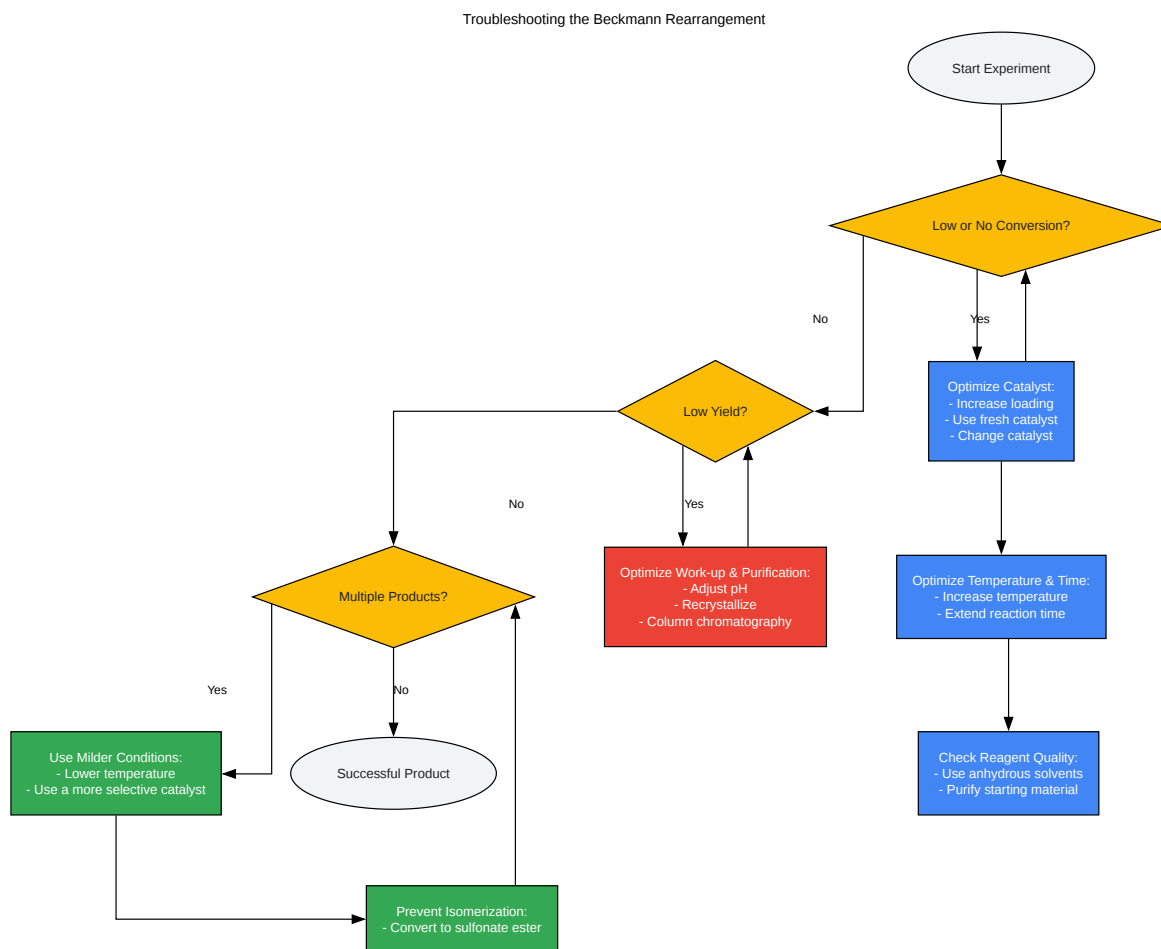 Troubleshooting the Beckmann Rearrangement
Start Experiment
Low or No Conversion?
No
Yes
Optimize Catalyst:
- Increase loading
- Use fresh catalyst
- Change catalyst
Low Yield?
No
Yes
Optimize Work-up & Purification:
- Adjust pH
- Recrystallize
- Column chromatography
Optimize Temperature & Time:
- Increase temperature
- Extend reaction time
Multiple Products?
Yes
No
Use Milder Conditions:
- Lower temperature
- Use a more selective catalyst
Successful Product
Check Reagent Quality:
- Use anhydrous solvents
- Purify starting material
Prevent Isomerization:
- Convert to sulfonate ester